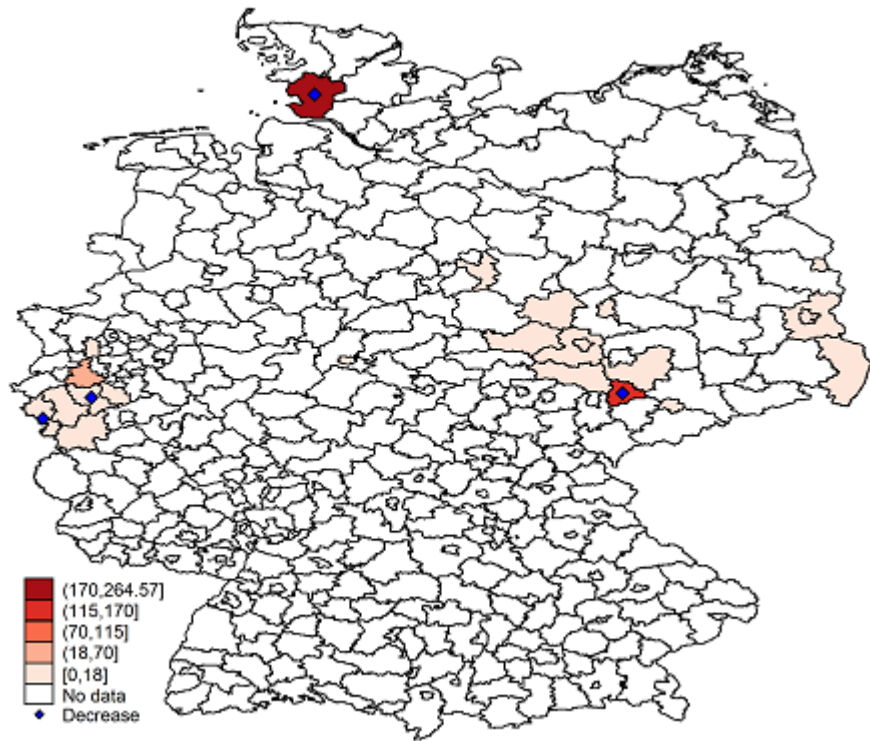 (170,264.57]
(115,170]
(70,115]
(18,70]
[0,18]
No data
Decrease